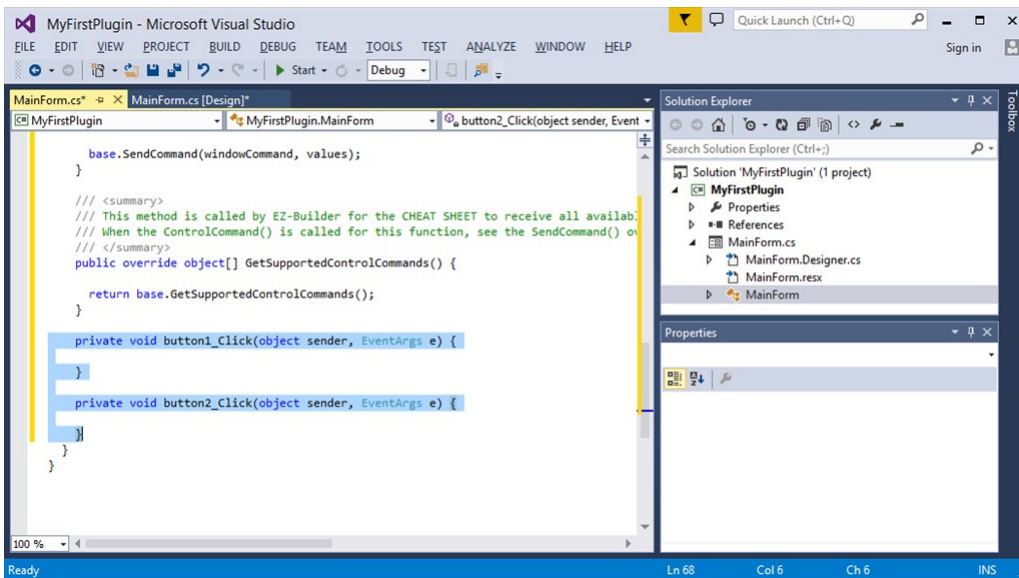 MyFirstPlugin - Microsoft Visual Studio
Quick Launch (Ctrl+Q)
FILE EDIT VIEW PROJECT BUILD DEBUG TEAM TOOLS TEST ANALYZE WINDOW HELP
Sign in
Start Debug
MainForm.cs* MainForm.cs [Design]*
MyFirstPlugin MyFirstPlugin.MainForm button2_Click(object sender, Event
base.SendCommand(windowCommand, values);
}
/// <summary>
/// This method is called by EZ-Builder for the CHEAT SHEET to receive all availabl
/// When the ControlCommand() is called for this function, see the SendCommand() ov
/// </summary>
public override object[] GetSupportedControlCommands() {
return base.GetSupportedControlCommands();
}
private void button1_Click(object sender, EventArgs e) {
}
private void button2_Click(object sender, EventArgs e) {
}
}
}
100 %
Solution Explorer
Search Solution Explorer (Ctrl+;)
Solution 'MyFirstPlugin' (1 project)
C# MyFirstPlugin
Properties
References
MainForm.cs
MainForm.Designer.cs
MainForm.resx
MainForm
Properties
Toolbox
Ready Ln 68 Col 6 Ch 6 INS